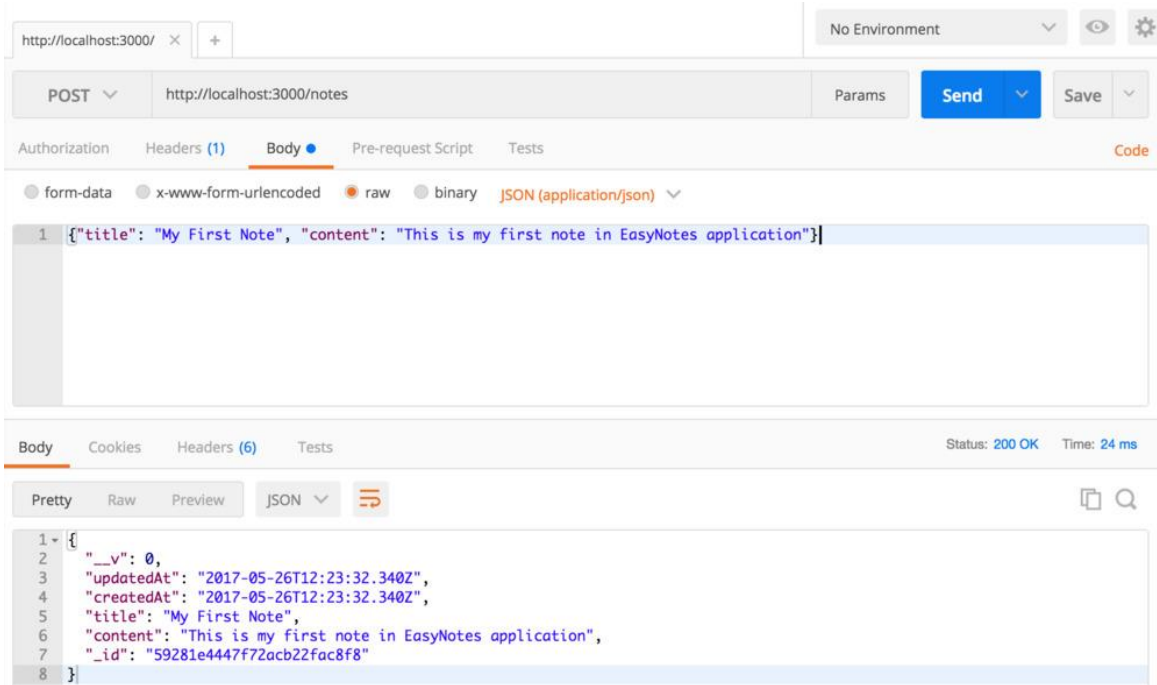 http://localhost:3000/ × +
No Environment
POST http://localhost:3000/notes Params Send Save
Authorization Headers (1) Body Pre-request Script Tests Code
form-data x-www-form-urlencoded raw binary JSON (application/json)
1 {"title": "My First Note", "content": "This is my first note in EasyNotes application"}
Body Cookies Headers (6) Tests Status: 200 OK Time: 24 ms
Pretty Raw Preview JSON
1 {
2 "__v": 0,
3 "updatedAt": "2017-05-26T12:23:32.340Z",
4 "createdAt": "2017-05-26T12:23:32.340Z",
5 "title": "My First Note",
6 "content": "This is my first note in EasyNotes application",
7 "_id": "59281e4447f72acb22fac8f8"
8 }